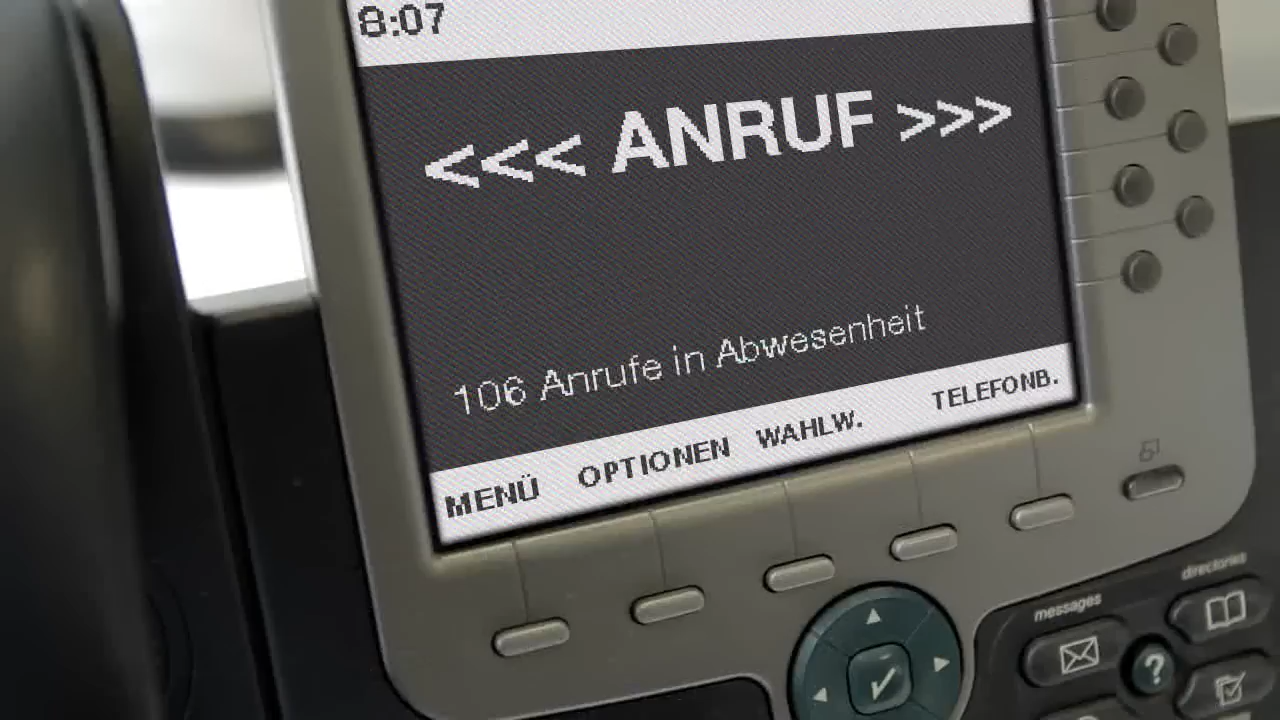 8:07
<<< ANRUF >>>
106 Anrufe in Abwesenheit
MENÜ OPTIONEN WAHLW. TELEFONB.
messages
directories
?